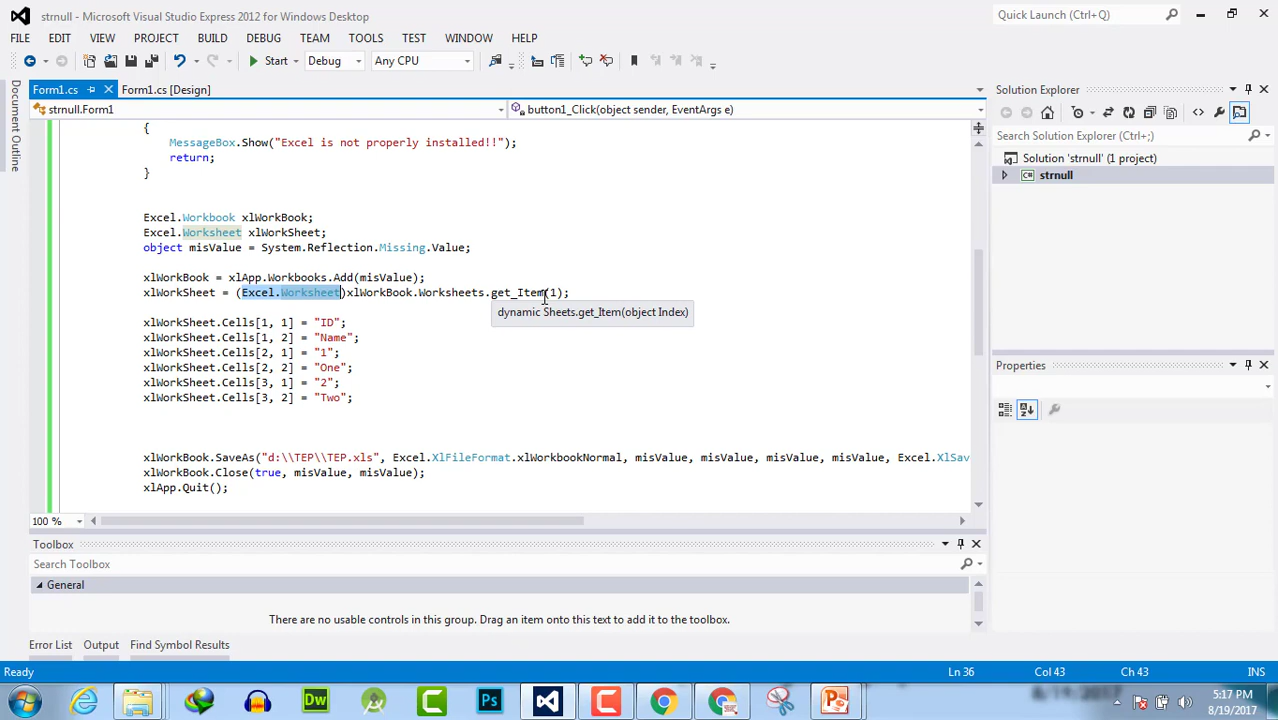 strnull - Microsoft Visual Studio Express 2012 for Windows Desktop
Quick Launch (Ctrl+Q)
FILE EDIT VIEW PROJECT BUILD DEBUG TEAM TOOLS TEST WINDOW HELP
Start Debug Any CPU
Document Outline
Form1.cs Form1.cs [Design]
strnull.Form1 button1_Click(object sender, EventArgs e)
{
MessageBox.Show("Excel is not properly installed!!");
return;
}
Excel.Workbook xlWorkBook;
Excel.Worksheet xlWorkSheet;
object misValue = System.Reflection.Missing.Value;
xlWorkBook = xlApp.Workbooks.Add(misValue);
xlWorkSheet = (Excel.Worksheet)xlWorkBook.Worksheets.get_Item(1);
dynamic Sheets.get_Item(object Index)
xlWorkSheet.Cells[1, 1] = "ID";
xlWorkSheet.Cells[1, 2] = "Name";
xlWorkSheet.Cells[2, 1] = "1";
xlWorkSheet.Cells[2, 2] = "One";
xlWorkSheet.Cells[3, 1] = "2";
xlWorkSheet.Cells[3, 2] = "Two";
xlWorkBook.SaveAs("d:\\TEP\\TEP.xls", Excel.XlFileFormat.xlWorkbookNormal, misValue, misValue, misValue, misValue, Excel.XlSav
xlWorkBook.Close(true, misValue, misValue);
xlApp.Quit();
100 %
Solution Explorer
Search Solution Explorer (Ctrl+;)
Solution 'strnull' (1 project)
C# strnull
Properties
Toolbox
Search Toolbox
General
There are no usable controls in this group. Drag an item onto this text to add it to the toolbox.
Error List Output Find Symbol Results
Ready Ln 36 Col 43 Ch 43 INS
Dw C Ps C
5:17 PM
8/19/2017